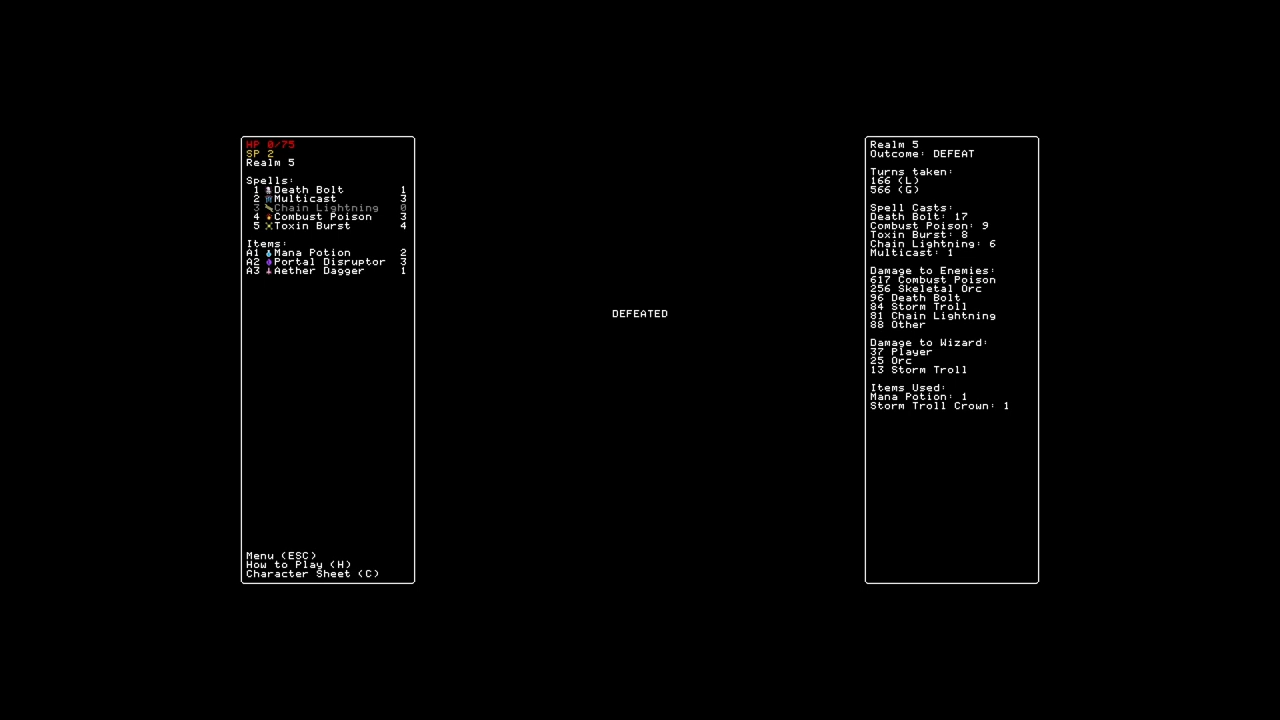 HP 0/75
SP 2
Realm 5
Spells:
1 Death Bolt 1
2 Multicast 3
3 Chain Lightning 0
4 Combust Poison 3
5 Toxin Burst 4
Items:
A1 Mana Potion 2
A2 Portal Disruptor 3
A3 Aether Dagger 1
Menu (ESC)
How to Play (H)
Character Sheet (C)
DEFEATED
Realm 5
Outcome: DEFEAT
Turns taken:
166 (L)
566 (G)
Spell Casts:
Death Bolt: 17
Combust Poison: 9
Toxin Burst: 8
Chain Lightning: 6
Multicast: 1
Damage to Enemies:
617 Combust Poison
256 Skeletal Orc
96 Death Bolt
84 Storm Troll
81 Chain Lightning
88 Other
Damage to Wizard:
37 Player
25 Orc
13 Storm Troll
Items Used:
Mana Potion: 1
Storm Troll Crown: 1